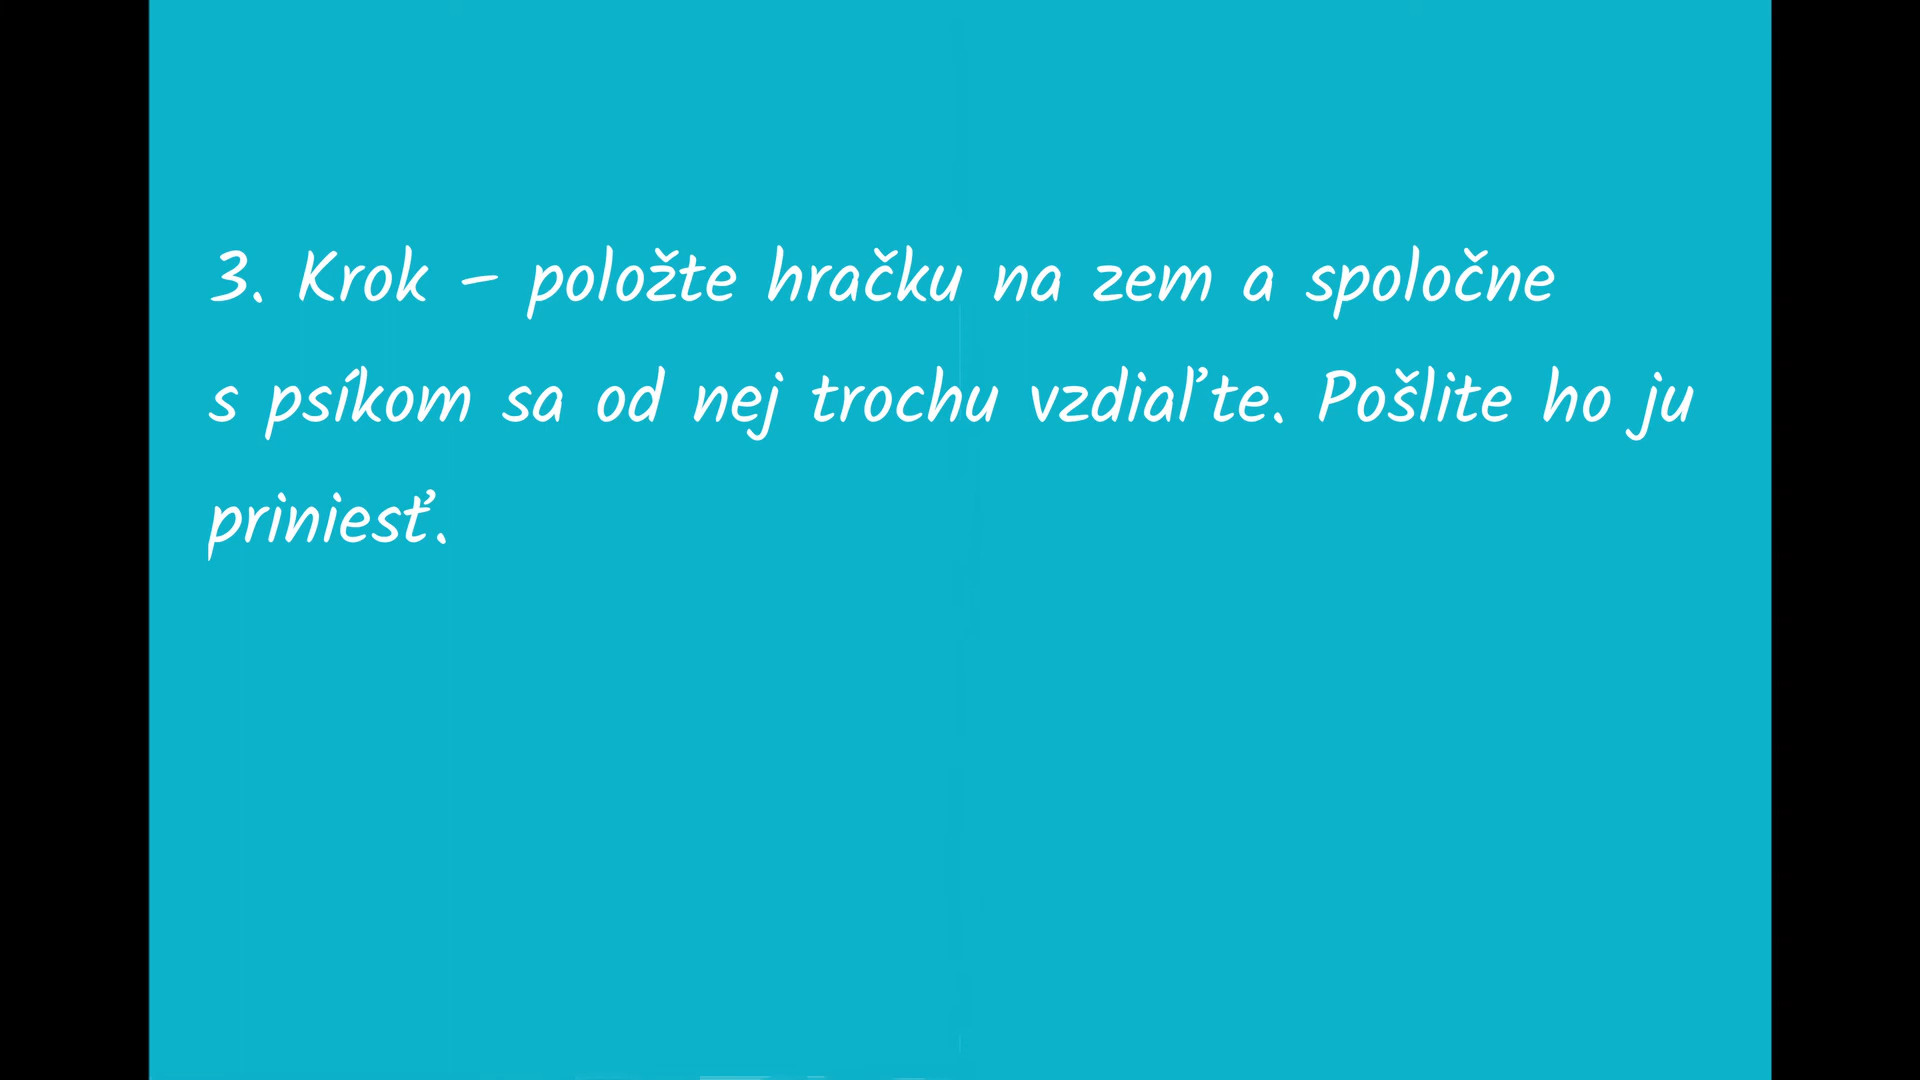 3. Krok – položte hračku na zem a spoločne
s psíkom sa od nej trochu vzdiaľte. Pošlite ho ju
priniesť.